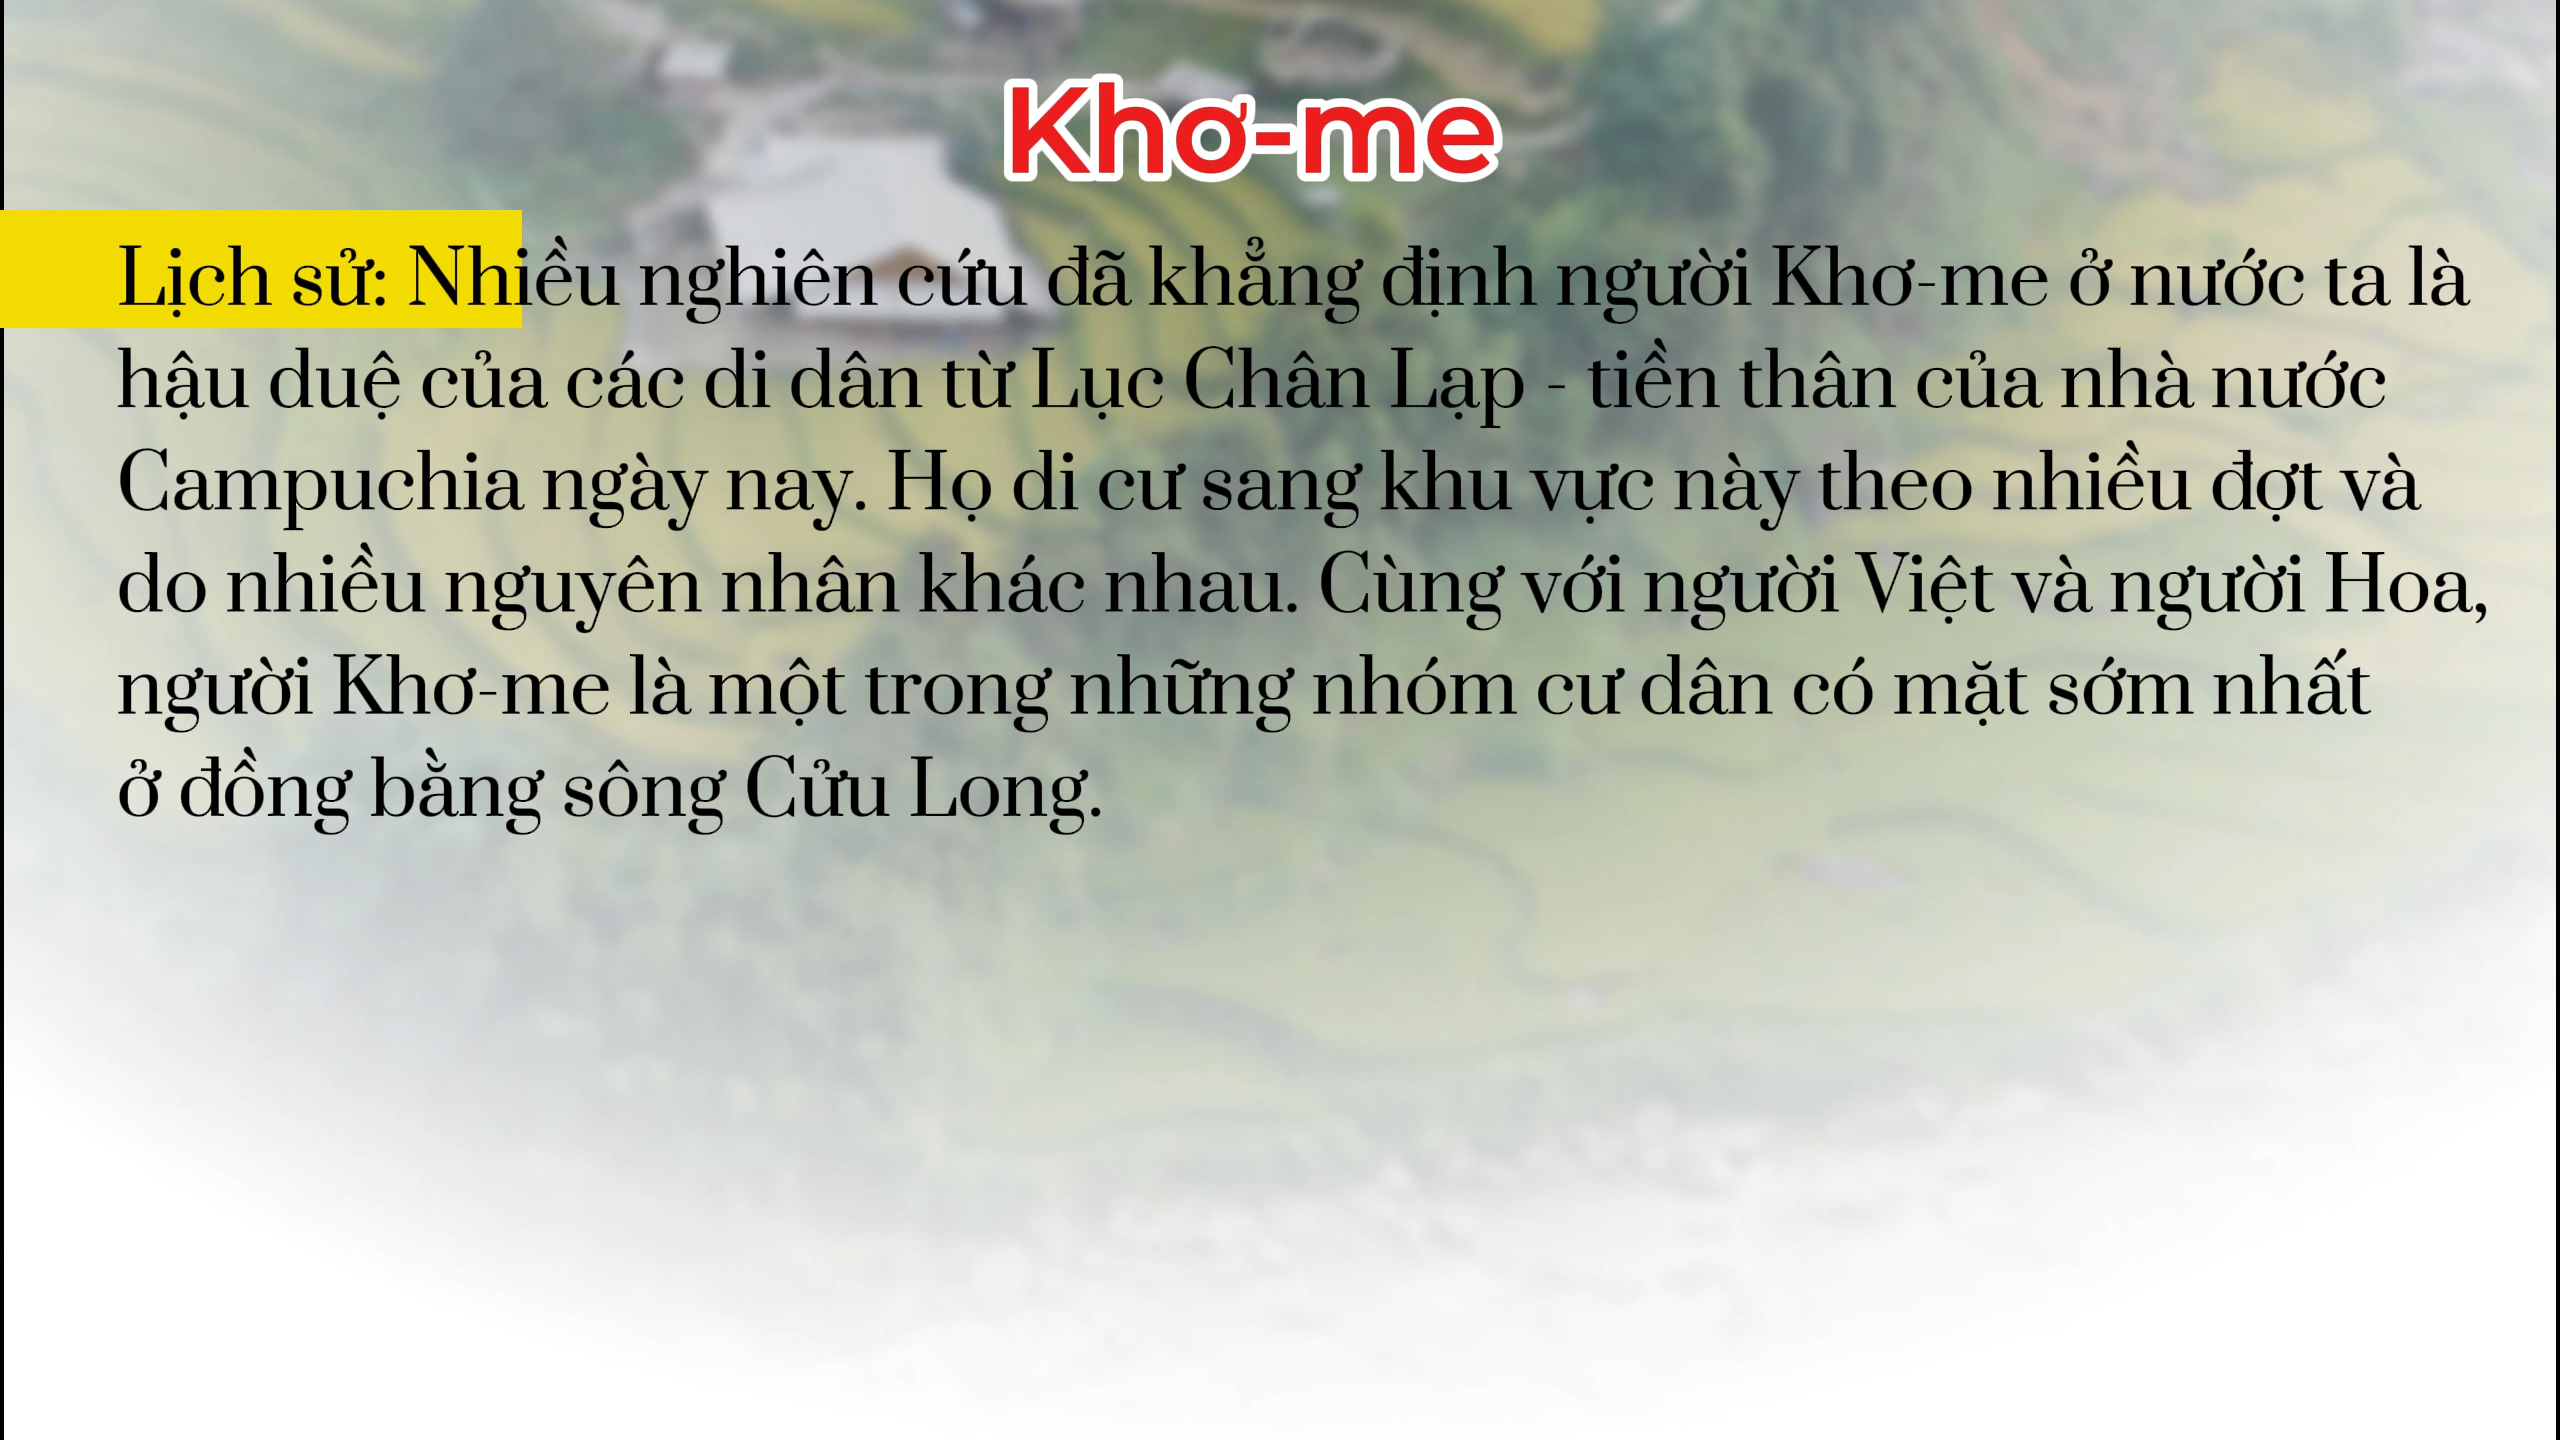 Khơ-me
Lịch sử: Nhiều nghiên cứu đã khẳng định người Khơ-me ở nước ta là
hậu duệ của các di dân từ Lục Chân Lạp - tiền thân của nhà nước
Campuchia ngày nay. Họ di cư sang khu vực này theo nhiều đợt và
do nhiều nguyên nhân khác nhau. Cùng với người Việt và người Hoa,
người Khơ-me là một trong những nhóm cư dân có mặt sớm nhất
ở đồng bằng sông Cửu Long.